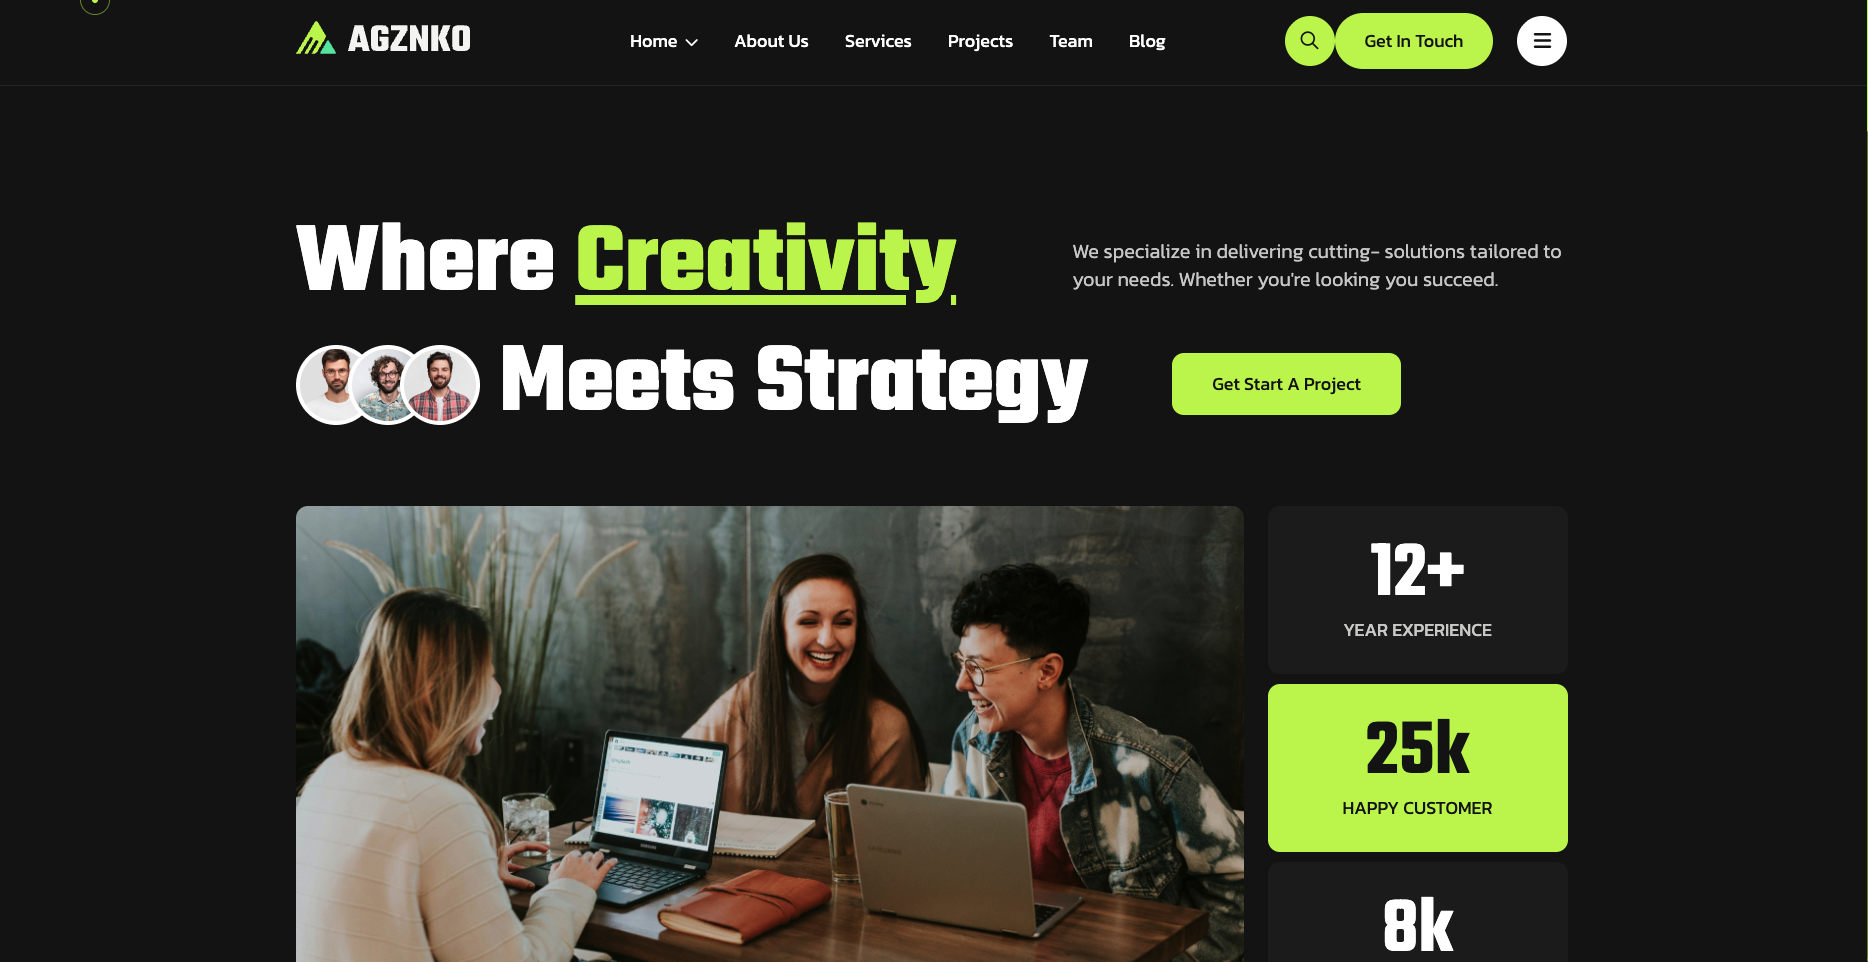 AGZNKO
Home
About Us
Services
Projects
Team
Blog
Get In Touch
Where Creativity
We specialize in delivering cutting- solutions tailored to
your needs. Whether you're looking you succeed.
Meets Strategy
Get Start A Project
12+
YEAR EXPERIENCE
25k
HAPPY CUSTOMER
8k